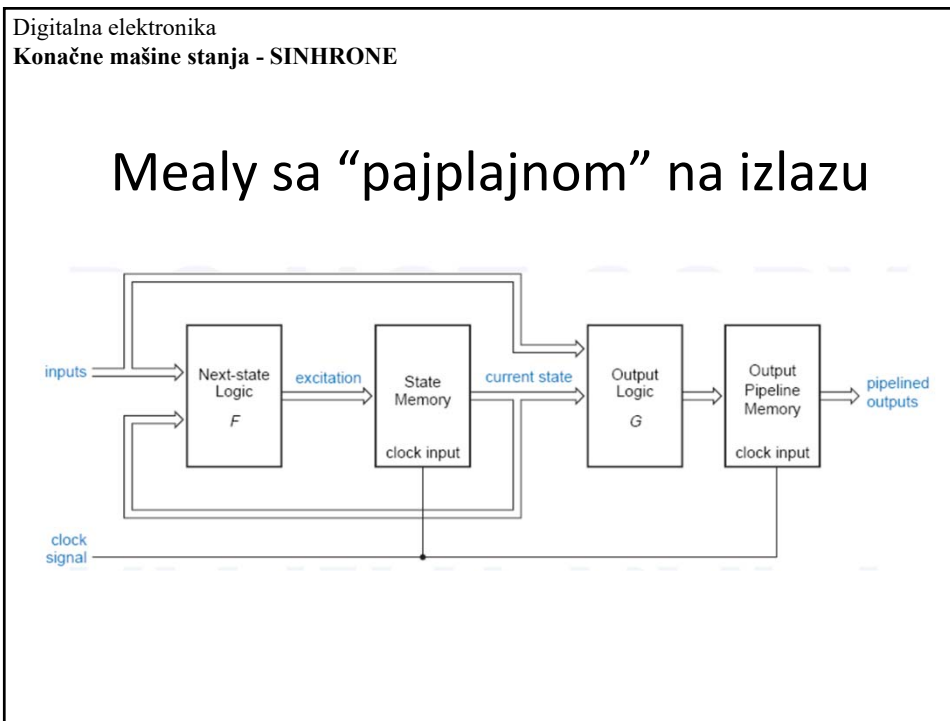 Digitalna elektronika
Konačne mašine stanja - SINHRONE
Mealy sa “pajplajnom” na izlazu
inputs
Next-state
Logic
F
excitation
State
Memory
clock input
current state
Output
Logic
G
Output
Pipeline
Memory
clock input
pipelined
outputs
clock
signal